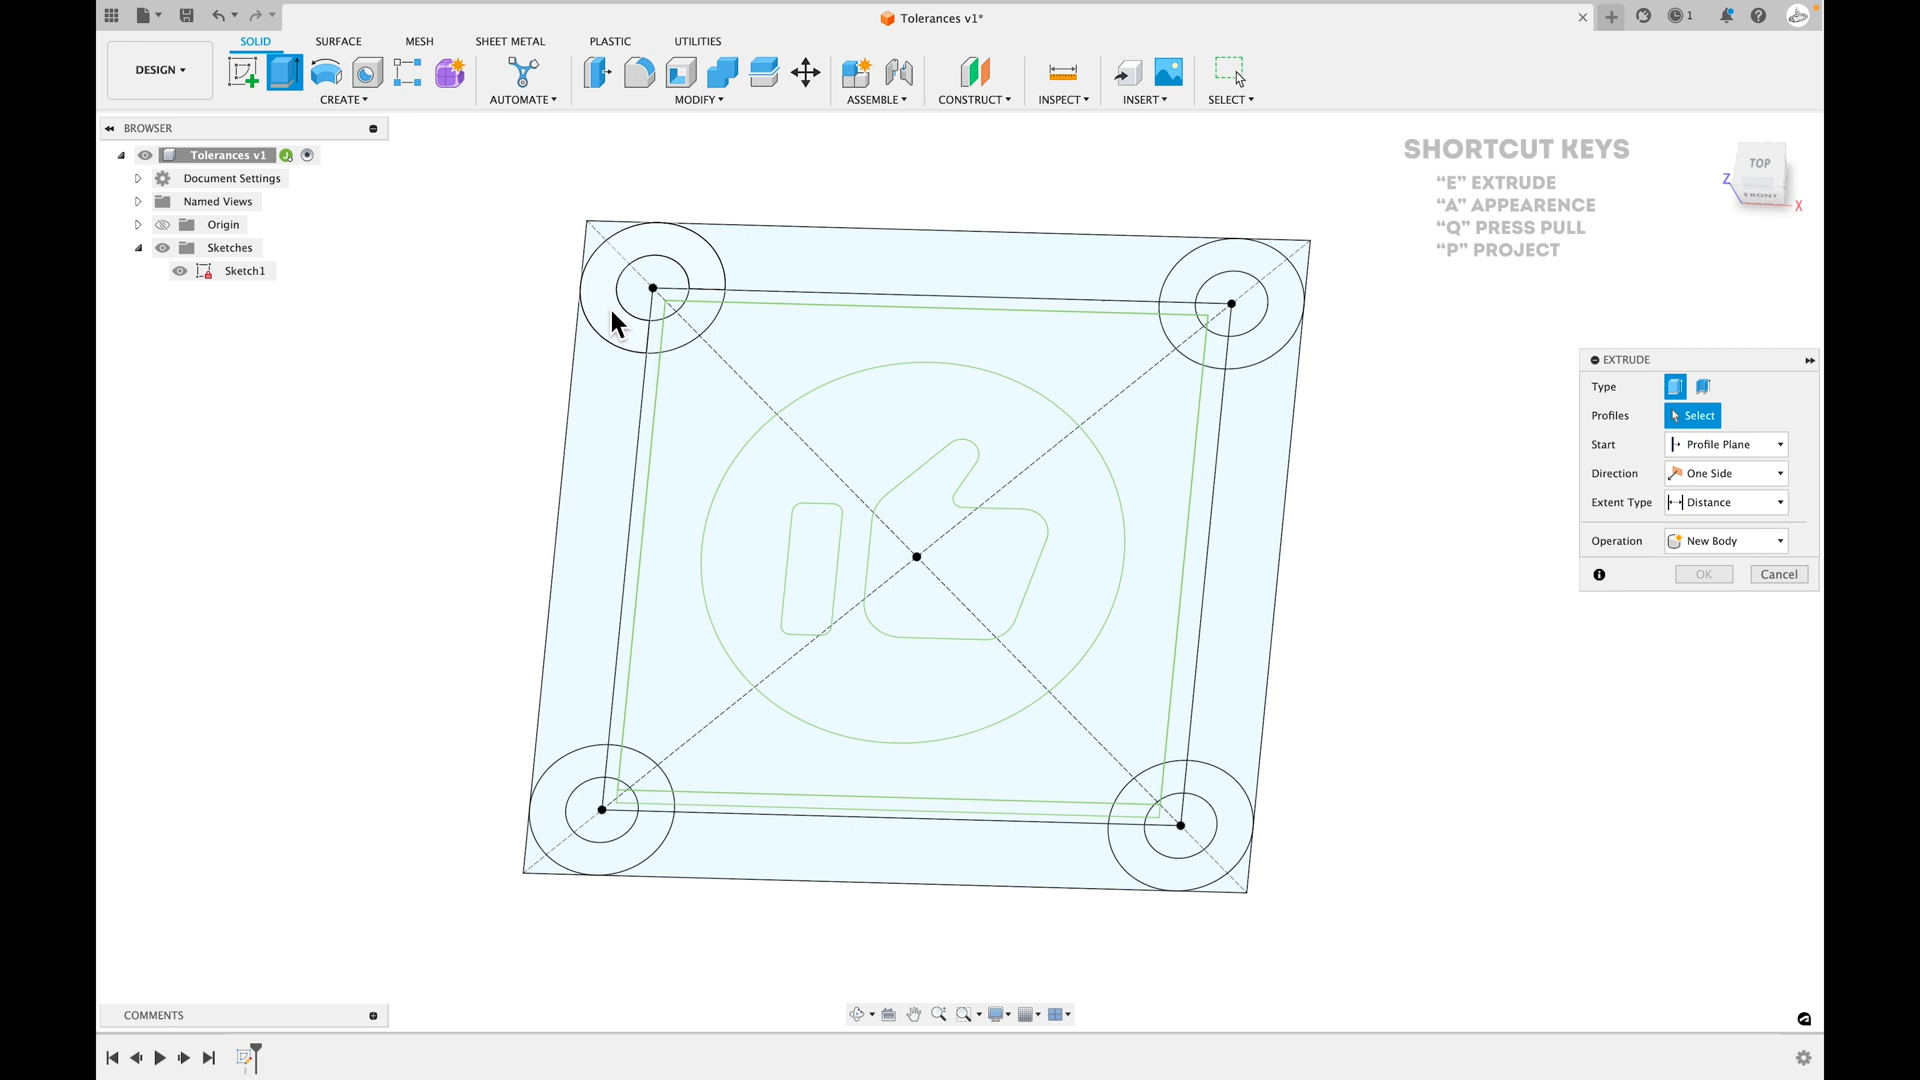 Tolerances v1*
1
SOLID
SURFACE
MESH
SHEET METAL
PLASTIC
UTILITIES
DESIGN
CREATE
AUTOMATE
MODIFY
ASSEMBLE
CONSTRUCT
INSPECT
INSERT
SELECT
BROWSER
Tolerances v1
Document Settings
Named Views
Origin
Sketches
Sketch1
SHORTCUT KEYS
“E” EXTRUDE
“A” APPEARENCE
“Q” PRESS PULL
“P” PROJECT
TOP
FRONT
Z
X
EXTRUDE
Type
Profiles Select
Start Profile Plane
Direction One Side
Extent Type Distance
Operation New Body
OK Cancel
COMMENTS